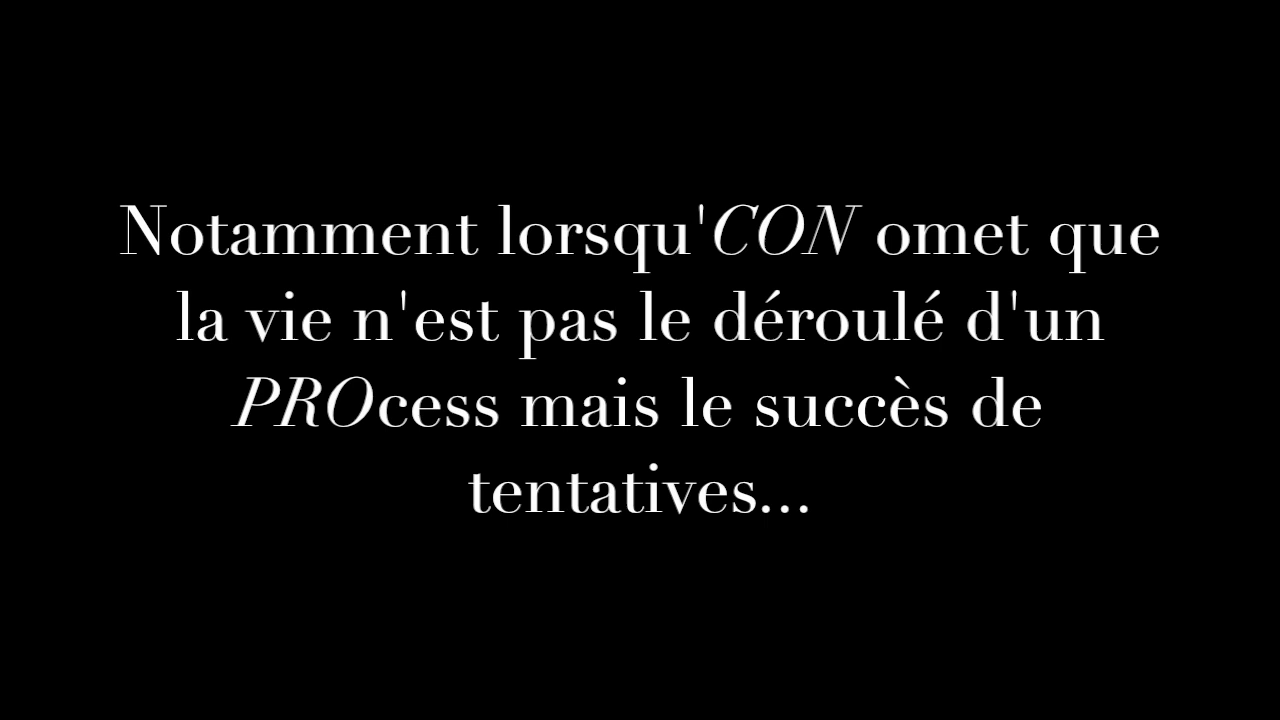 Notamment lorsqu'CON omet que
la vie n'est pas le déroulé d'un
PROcess mais le succès de
tentatives...